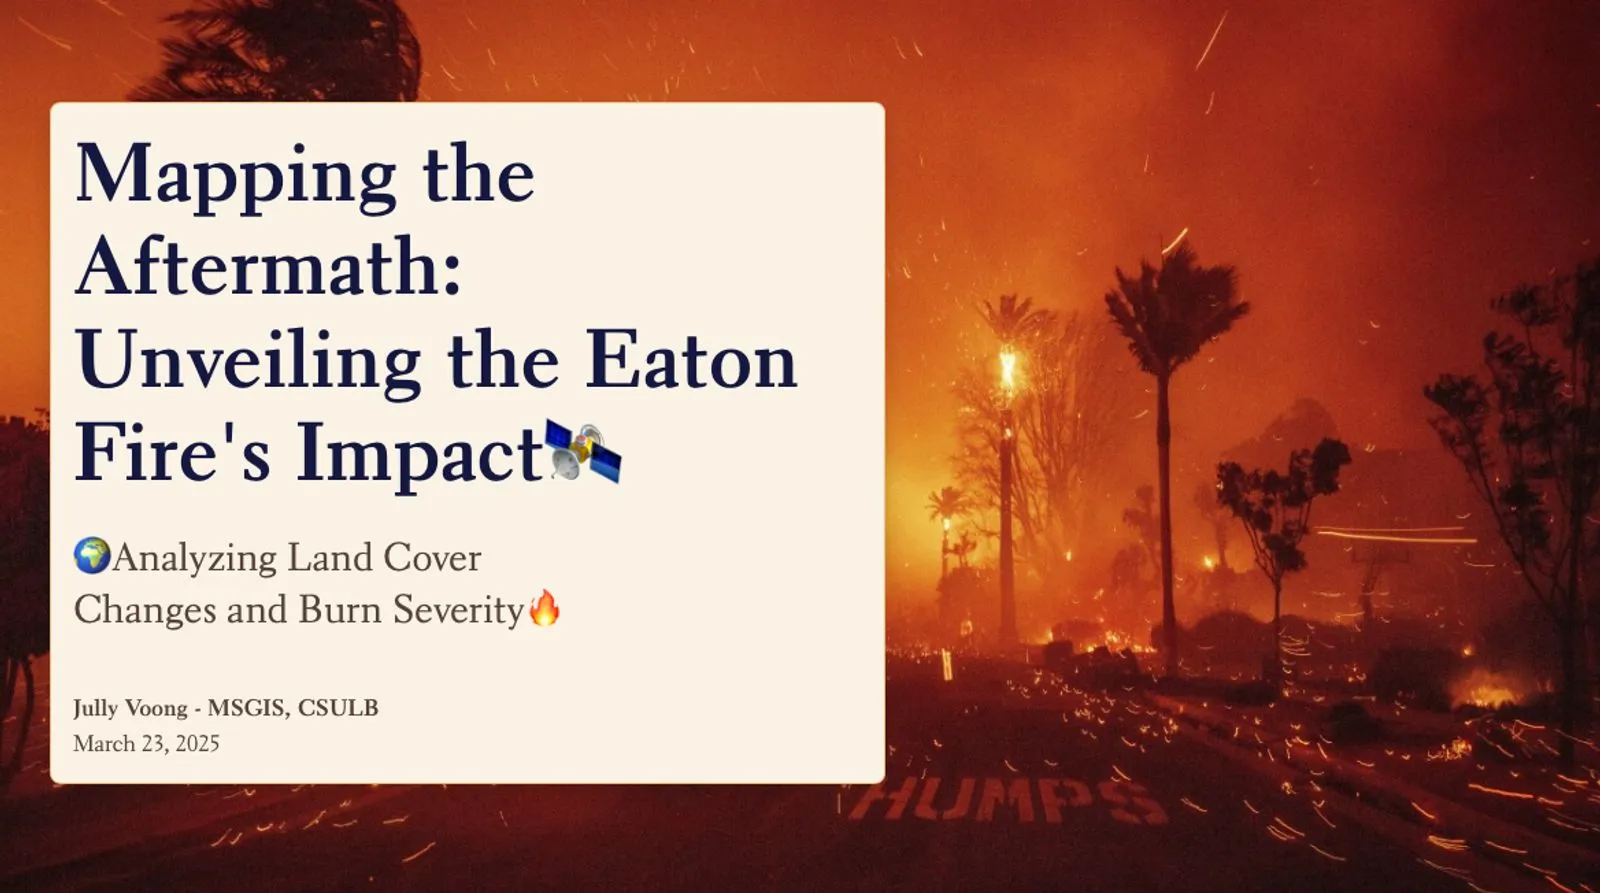 Mapping the
Aftermath:
Unveiling the Eaton
Fire's Impact🛰️
🌍Analyzing Land Cover
Changes and Burn Severity🔥
Jully Voong - MSGIS, CSULB
March 23, 2025
HUMPS